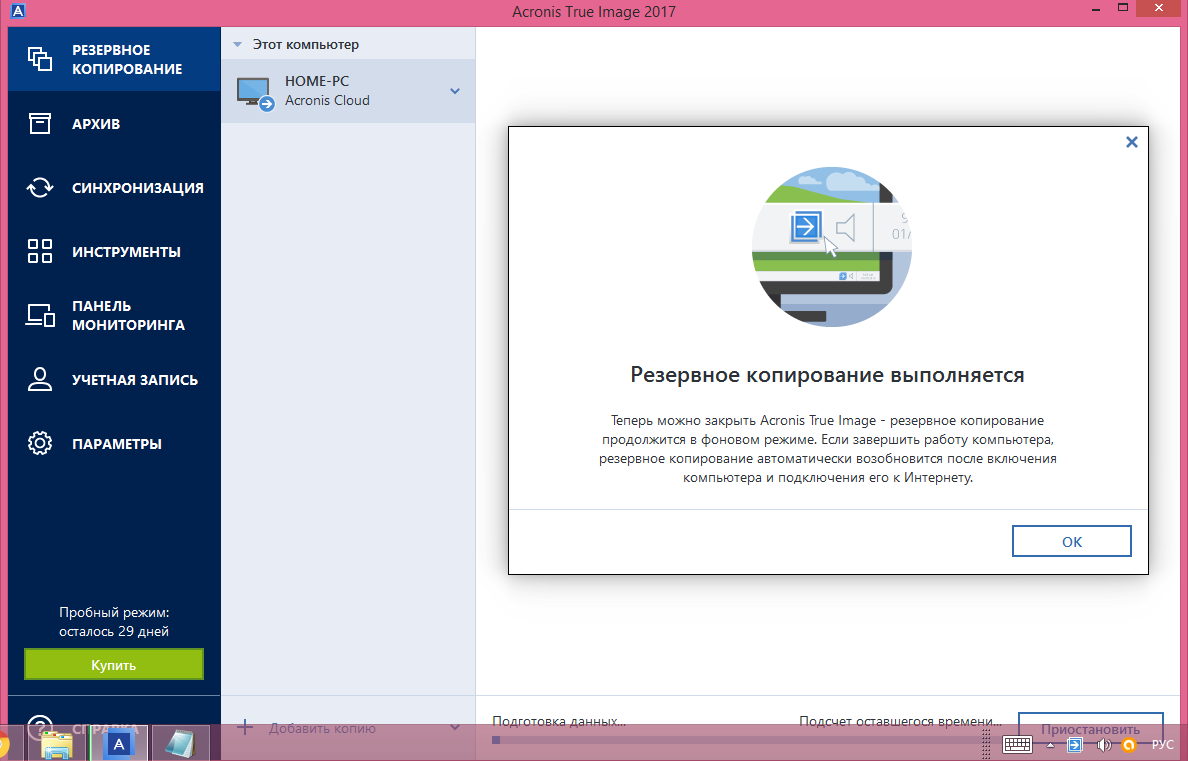 Acronis True Image 2017
РЕЗЕРВНОЕ
КОПИРОВАНИЕ
АРХИВ
СИНХРОНИЗАЦИЯ
ИНСТРУМЕНТЫ
ПАНЕЛЬ
МОНИТОРИНГА
УЧЕТНАЯ ЗАПИСЬ
ПАРАМЕТРЫ
Пробный режим:
осталось 29 дней
Купить
СПРАВКА
Этот компьютер
HOME-PC
Acronis Cloud
Добавить копию
01/
Резервное копирование выполняется
Теперь можно закрыть Acronis True Image - резервное копирование
продолжится в фоновом режиме. Если завершить работу компьютера,
резервное копирование автоматически возобновится после включения
компьютера и подключения его к Интернету.
OK
Подготовка данных...
Подсчет оставшегося времени...
Приостановить
РУС